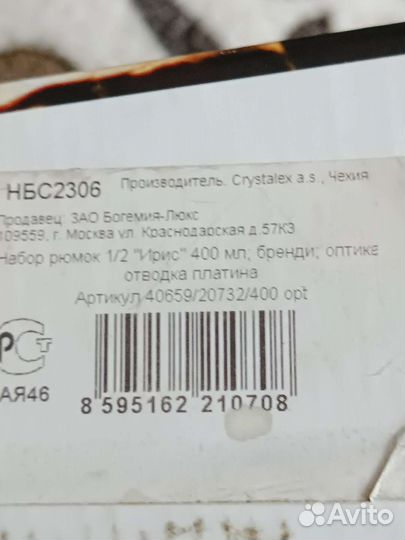 НБС2306 Производитель: Crystalex a.s., Чехия
Продавец: ЗАО Богемия-Люкс
109559, г. Москва ул. Краснодарская д.57К3
Набор рюмок 1/2 "Ирис" 400 мл; бренди; оптика
отводка платина
Артикул 40659/20732/400 opt
РСТ
АЯ46
8 595162 210708
Avito